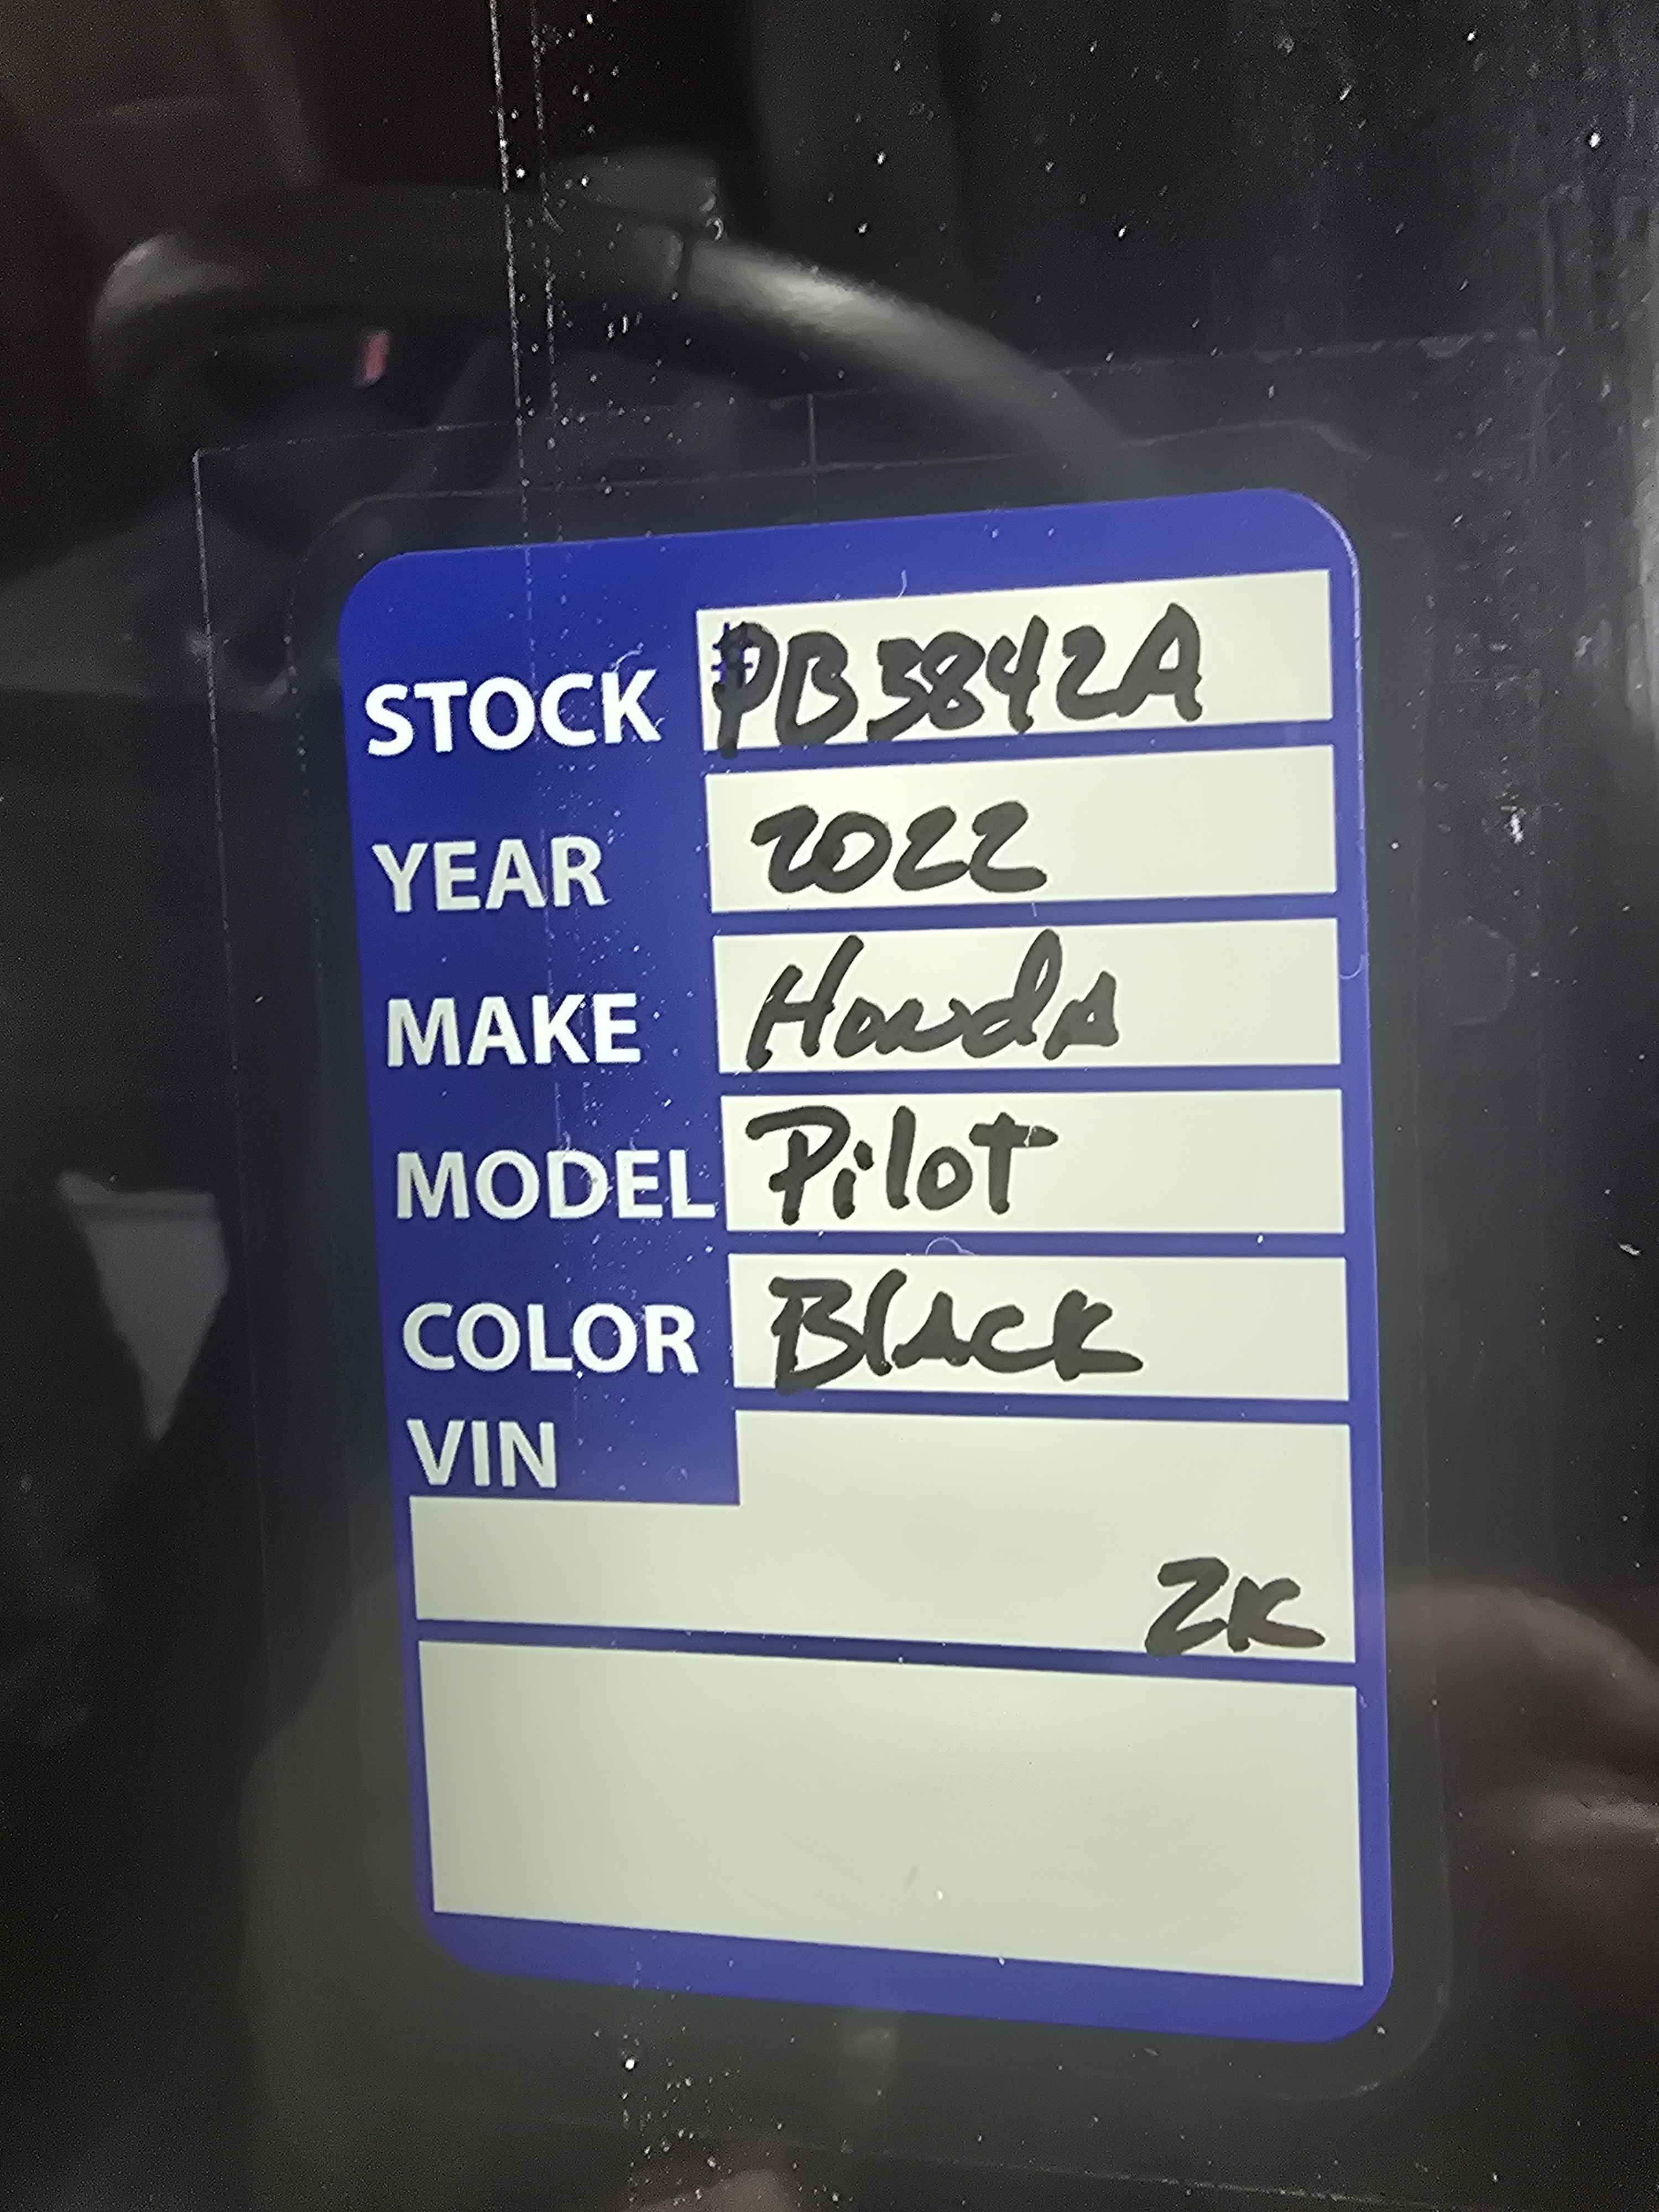 STOCK #PB3842A
YEAR 2022
MAKE Honda
MODEL Pilot
COLOR Black
VIN
2K